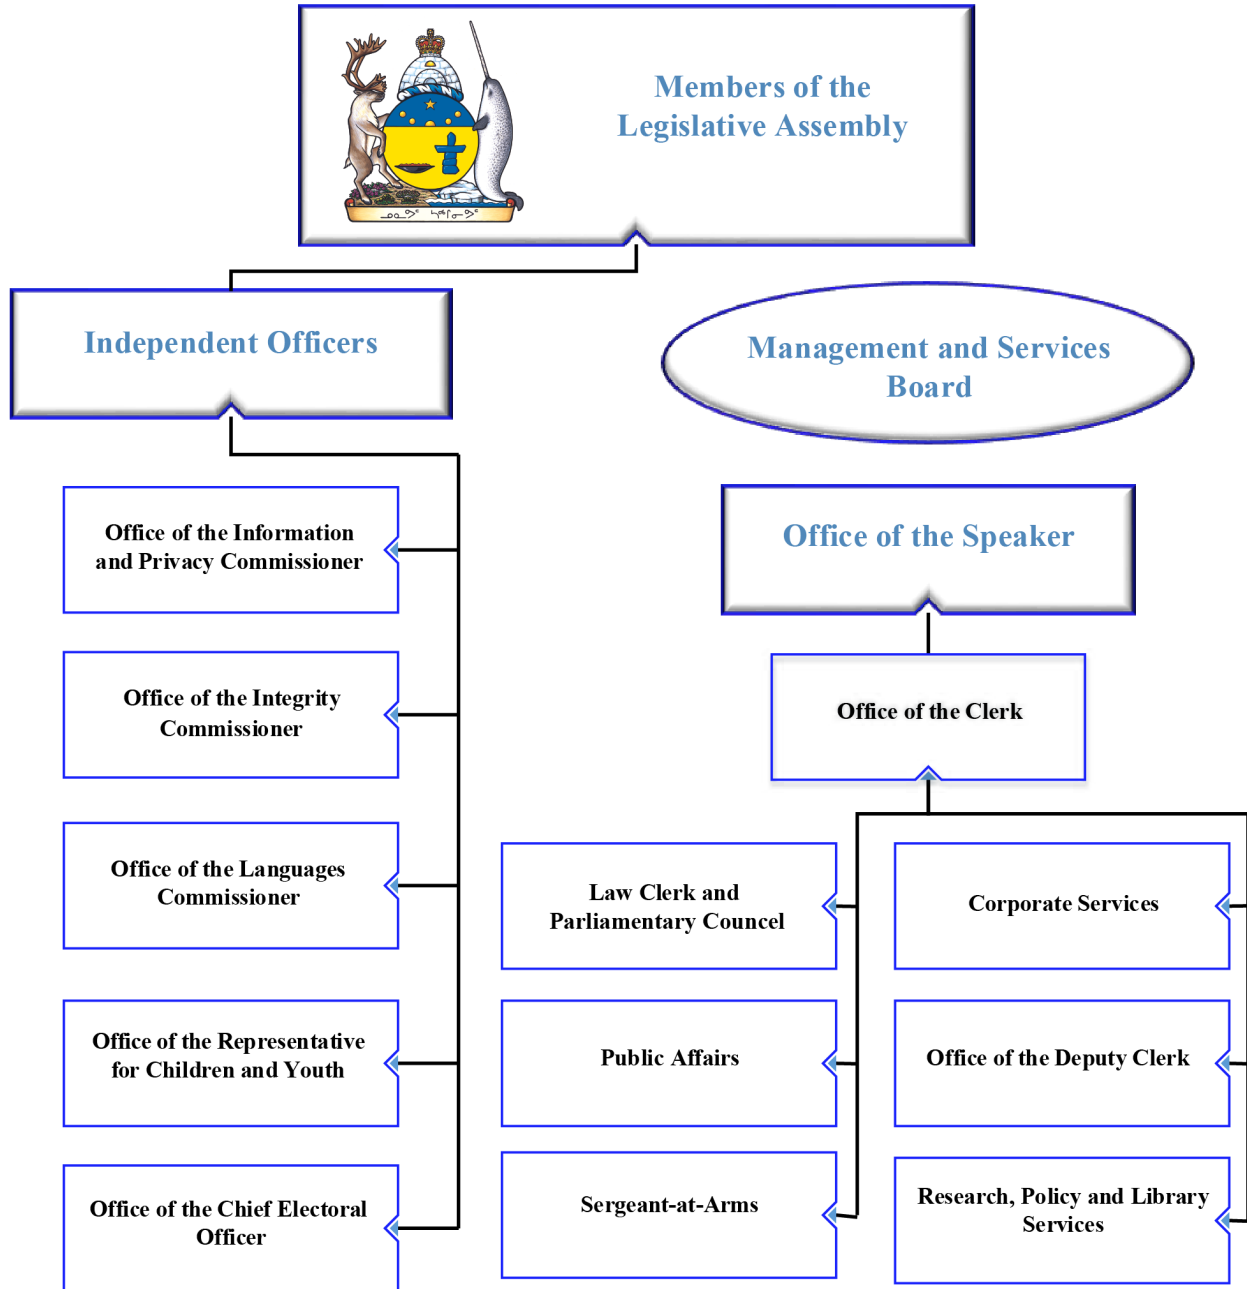 Members of the
Legislative Assembly
ᓄᓇᕗᑦ ᓴᙱᓂᕗᑦ
Independent Officers
Management and Services
Board
Office of the Information
and Privacy Commissioner
Office of the Speaker
Office of the Integrity
Commissioner
Office of the Clerk
Office of the Languages
Commissioner
Law Clerk and
Parliamentary Councel
Corporate Services
Office of the Representative
for Children and Youth
Public Affairs
Office of the Deputy Clerk
Office of the Chief Electoral
Officer
Sergeant-at-Arms
Research, Policy and Library
Services